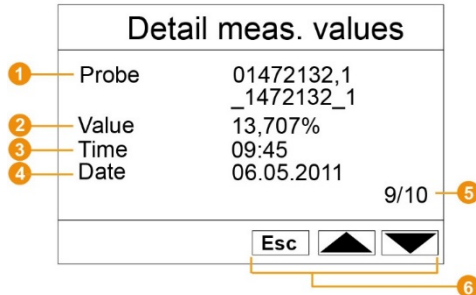 Detail meas. values
1 Probe 01472132,1
_1472132_1
2 Value 13,707%
3 Time 09:45
4 Date 06.05.2011
9/10 5
Esc
6